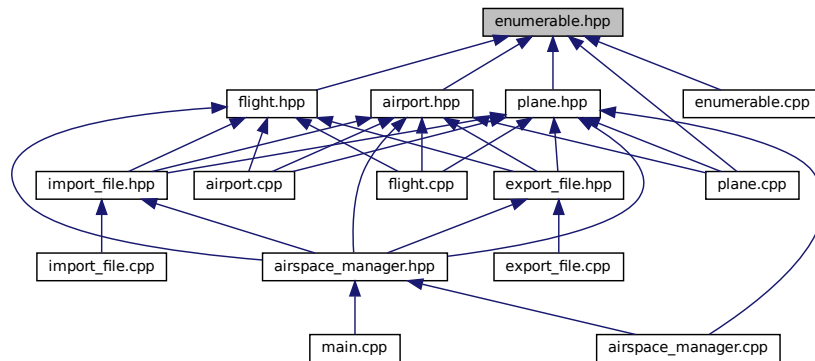 enumerable.hpp
flight.hpp
airport.hpp
plane.hpp
enumerable.cpp
import_file.hpp
airport.cpp
flight.cpp
export_file.hpp
plane.cpp
import_file.cpp
airspace_manager.hpp
export_file.cpp
main.cpp
airspace_manager.cpp